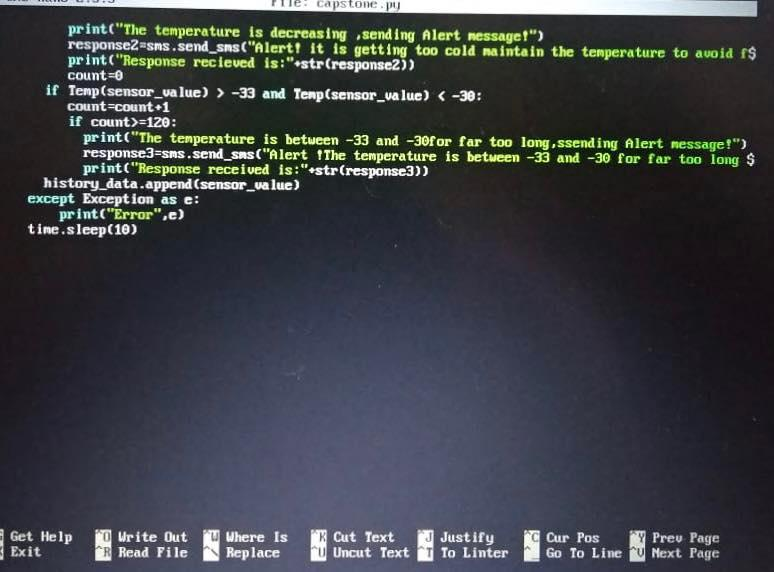 File: capstone.py
print("The temperature is decreasing ,sending Alert message!")
response2=sms.send_sms("Alert! it is getting too cold maintain the temperature to avoid f$
print("Response recieved is:"+str(response2))
count=0
if Temp(sensor_value) > -33 and Temp(sensor_value) < -30:
count=count+1
if count>=120:
print("The temperature is between -33 and -30for far too long,ssending Alert message!")
response3=sms.send_sms("Alert !The temperature is between -33 and -30 for far too long $
print("Response received is:"+str(response3))
history_data.append(sensor_value)
except Exception as e:
print("Error",e)
time.sleep(10)
Get Help ^O Write Out ^W Where Is ^K Cut Text ^J Justify ^C Cur Pos ^Y Prev Page
Exit ^R Read File ^\ Replace ^U Uncut Text ^T To Linter ^_ Go To Line ^V Next Page